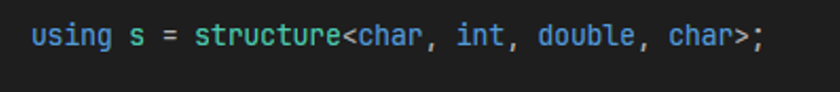 using s = structure<char, int, double, char>;